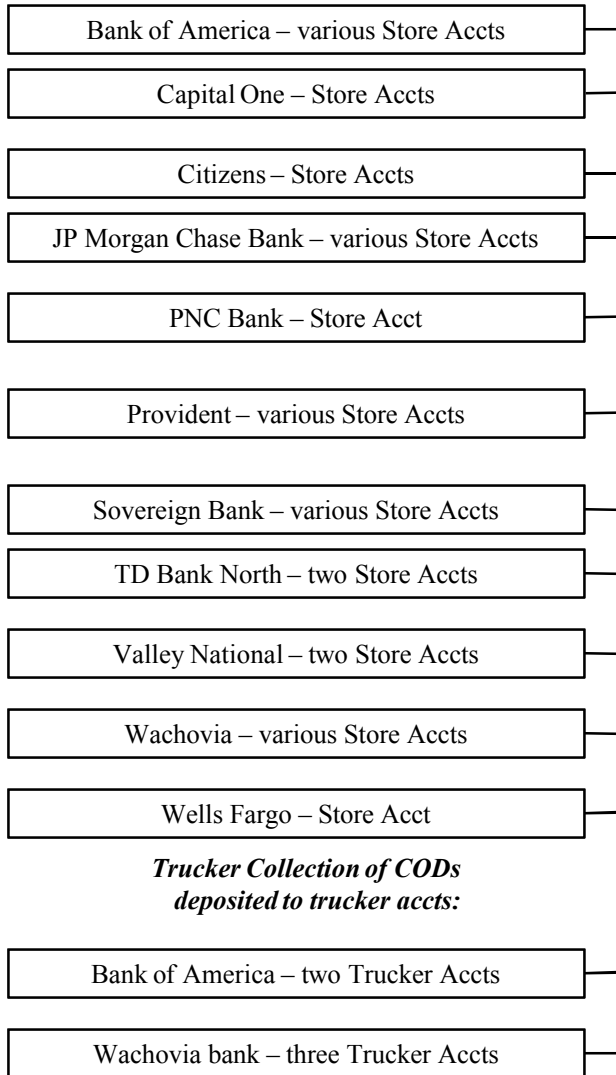 Bank of America – various Store Accts
Capital One – Store Accts
Citizens – Store Accts
JP Morgan Chase Bank – various Store Accts
PNC Bank – Store Acct
Provident – various Store Accts
Sovereign Bank – various Store Accts
TD Bank North – two Store Accts
Valley National – two Store Accts
Wachovia – various Store Accts
Wells Fargo – Store Acct
Trucker Collection of CODs
deposited to trucker accts:
Bank of America – two Trucker Accts
Wachovia bank – three Trucker Accts